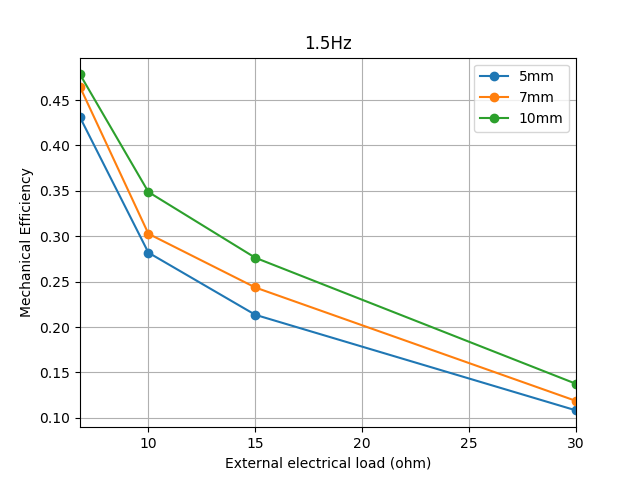 1.5Hz
5mm
7mm
10mm
Mechanical Efficiency
0.45
0.40
0.35
0.30
0.25
0.20
0.15
0.10
10 15 20 25 30
External electrical load (ohm)